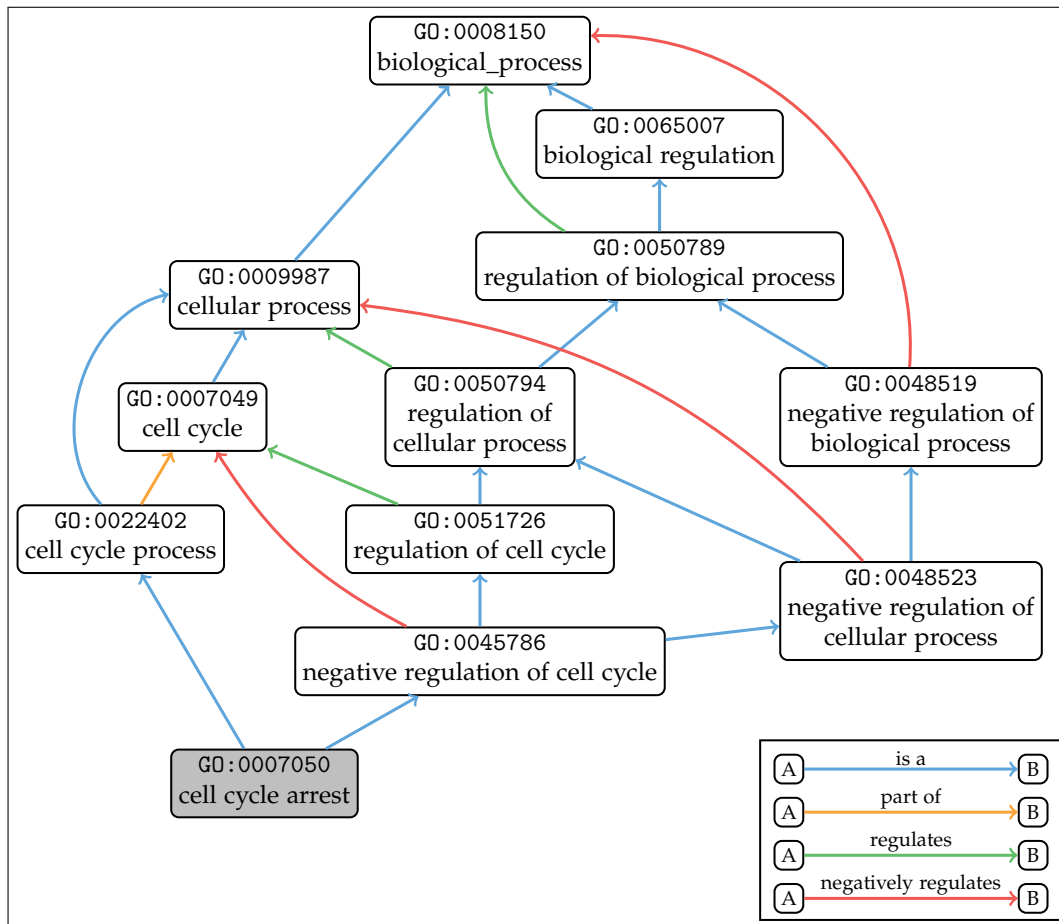 GO:0008150
biological_process
GO:0065007
biological regulation
GO:0050789
regulation of biological process
GO:0009987
cellular process
GO:0007049
cell cycle
GO:0050794
regulation of
cellular process
GO:0048519
negative regulation of
biological process
GO:0022402
cell cycle process
GO:0051726
regulation of cell cycle
GO:0048523
negative regulation of
cellular process
GO:0045786
negative regulation of cell cycle
GO:0007050
cell cycle arrest
A is a B
A part of B
A regulates B
A negatively regulates B